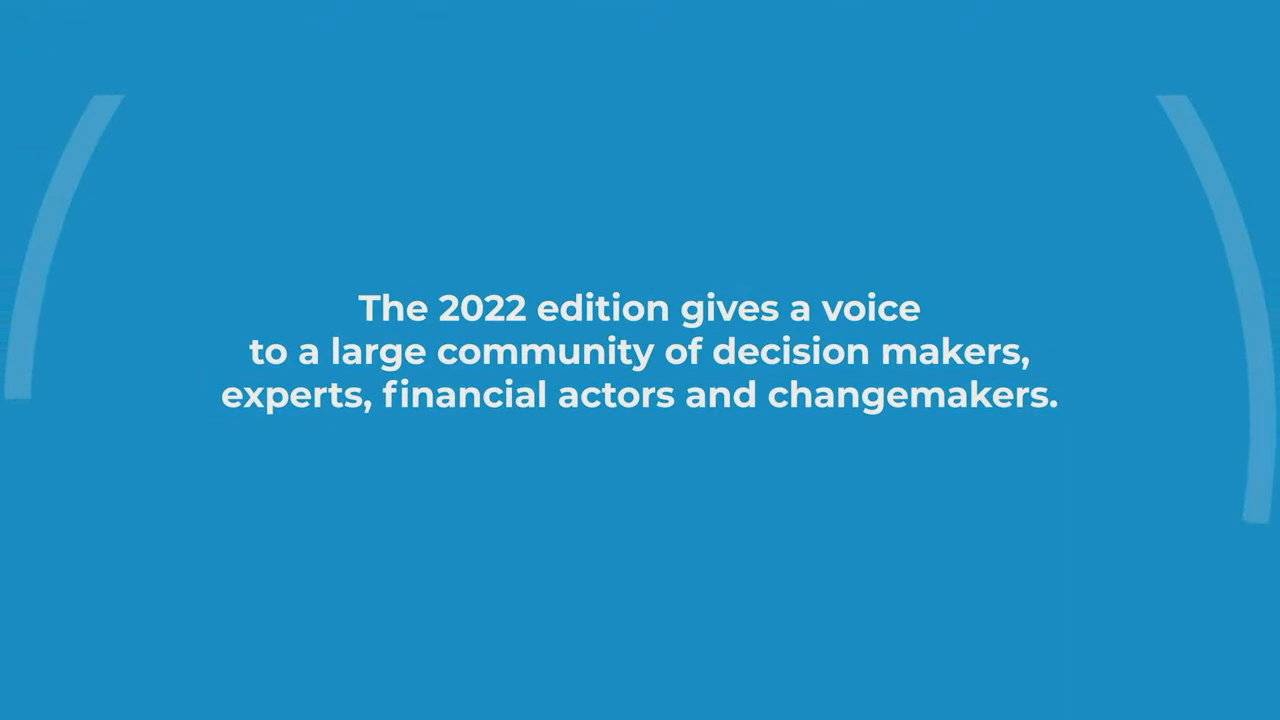 The 2022 edition gives a voice
to a large community of decision makers,
experts, financial actors and changemakers.